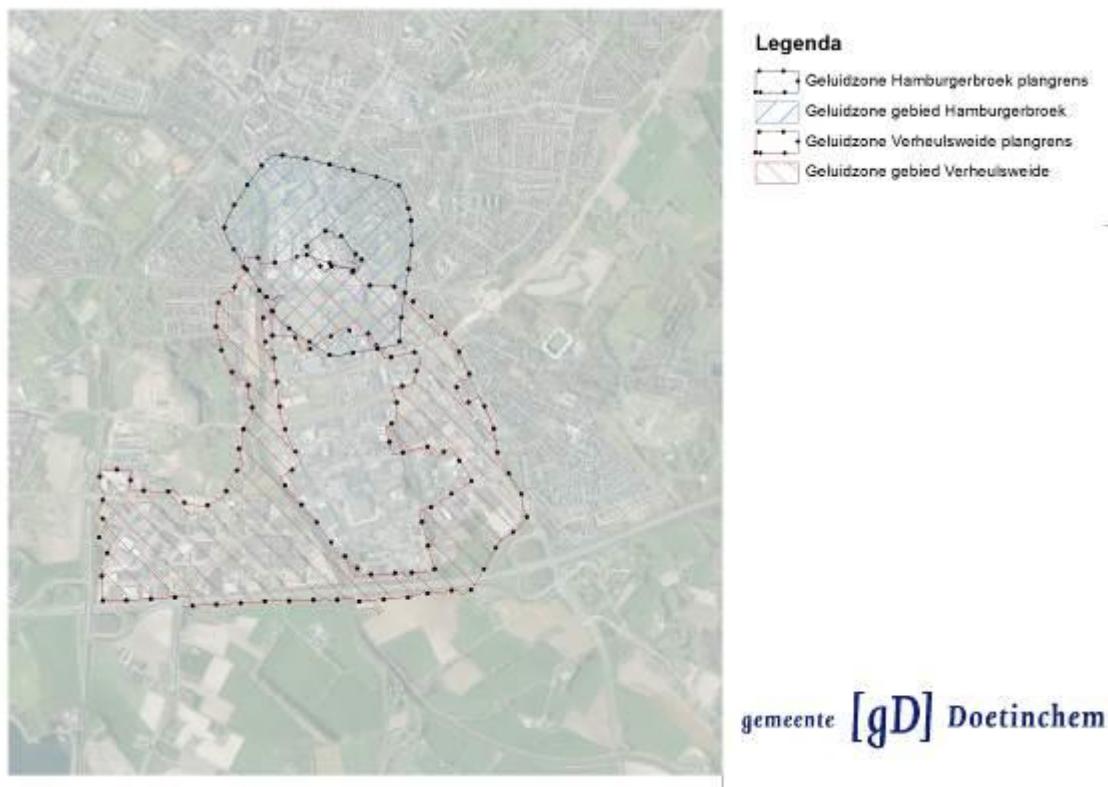 Legenda
Geluidzone Hamburgerbroek plangrens
Geluidzone gebied Hamburgerbroek
Geluidzone Verheulsweide plangrens
Geluidzone gebied Verheulsweide
gemeente [gD] Doetinchem